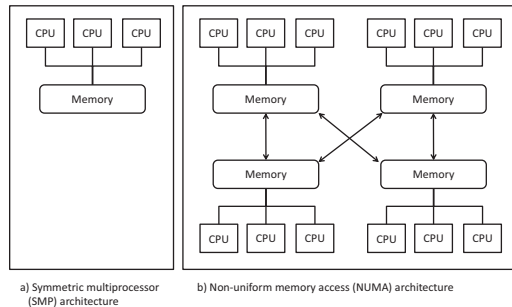 CPU CPU CPU
Memory
CPU CPU CPU CPU CPU CPU
Memory Memory
Memory Memory
CPU CPU CPU CPU CPU CPU
a) Symmetric multiprocessor
(SMP) architecture
b) Non-uniform memory access (NUMA) architecture